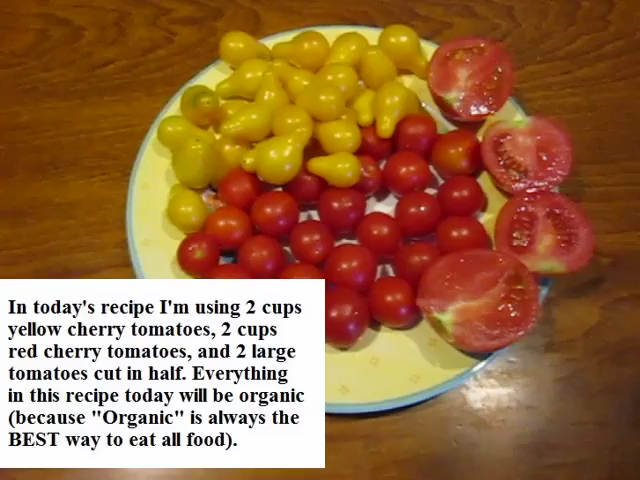 In today's recipe I'm using 2 cups
yellow cherry tomatoes, 2 cups
red cherry tomatoes, and 2 large
tomatoes cut in half. Everything
in this recipe today will be organic
(because "Organic" is always the
BEST way to eat all food).